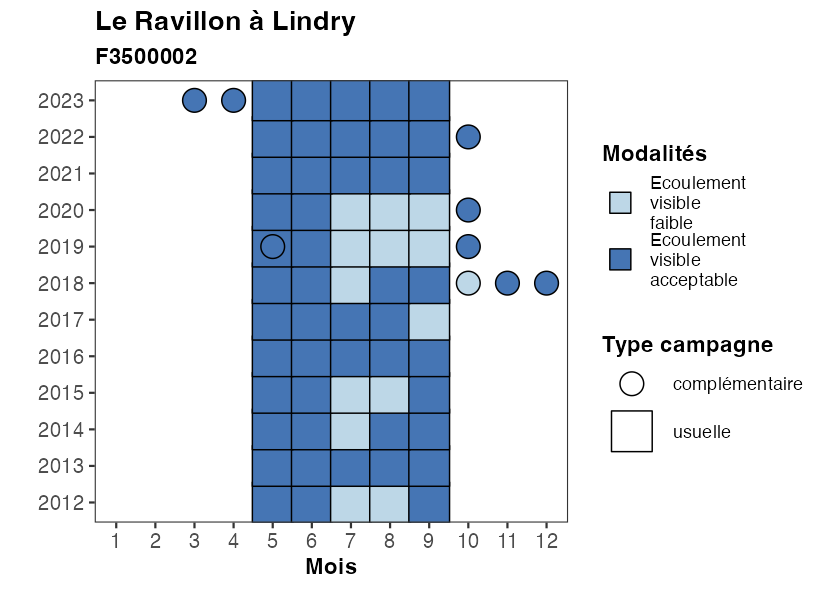 Le Ravillon à Lindry
F3500002
2023
2022
2021
2020
2019
2018
2017
2016
2015
2014
2013
2012
1 2 3 4 5 6 7 8 9 10 11 12
Mois
Modalités
Ecoulement
visible
faible
Ecoulement
visible
acceptable
Type campagne
complémentaire
usuelle